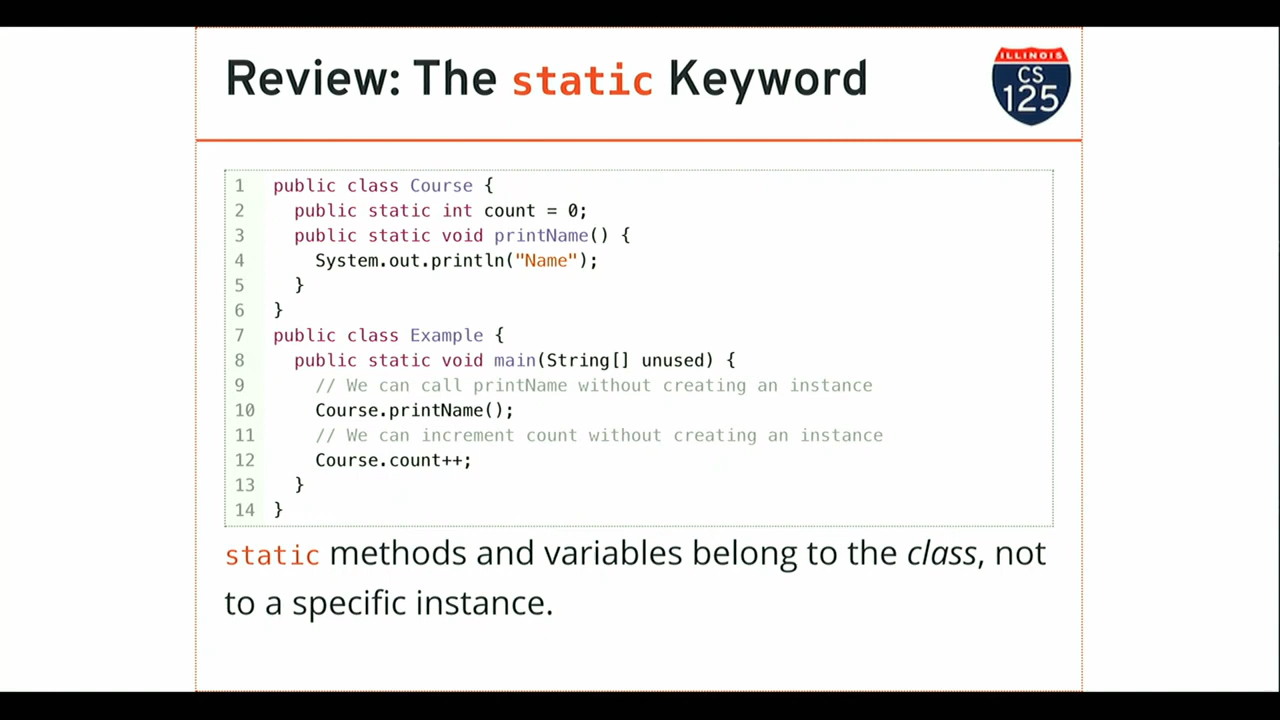 Review: The static Keyword
ILLINOIS
CS
125
1 public class Course {
2   public static int count = 0;
3   public static void printName() {
4     System.out.println("Name");
5   }
6 }
7 public class Example {
8   public static void main(String[] unused) {
9     // We can call printName without creating an instance
10     Course.printName();
11     // We can increment count without creating an instance
12     Course.count++;
13   }
14 }
static methods and variables belong to the class, not
to a specific instance.